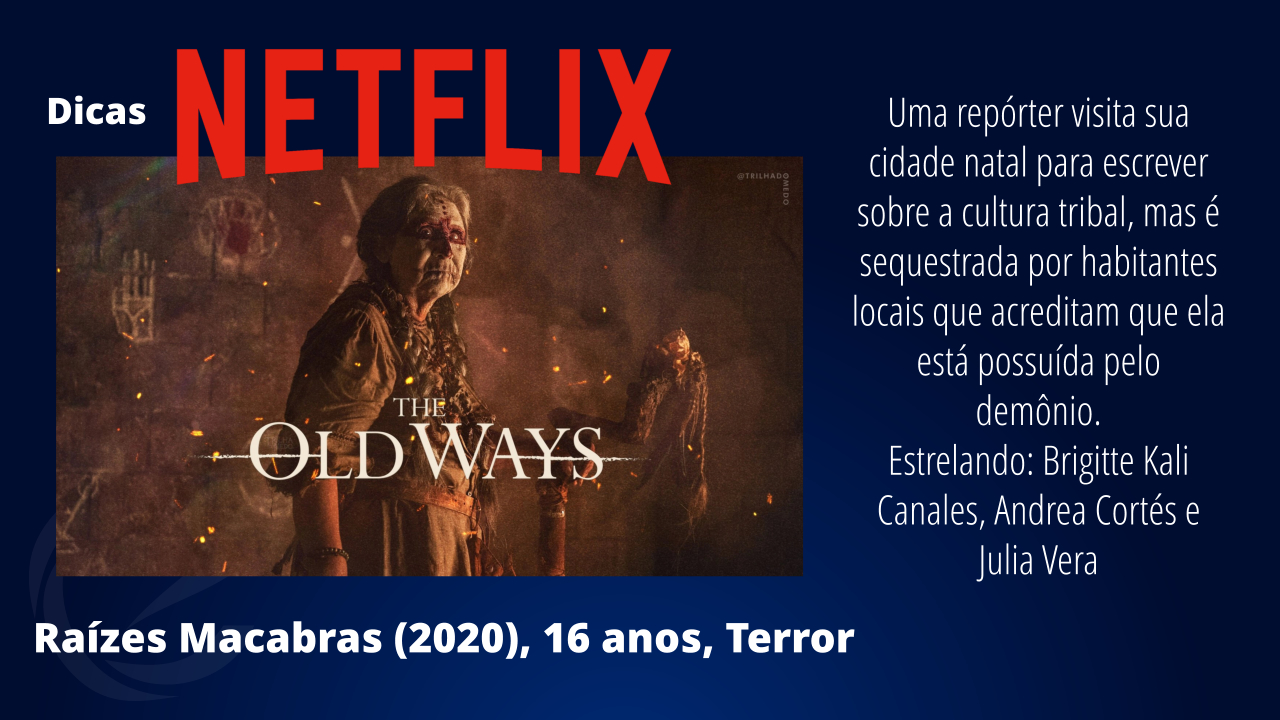 Dicas
NETFLIX
@TRILHADOMEDO
THE
OLD WAYS
Uma repórter visita sua
cidade natal para escrever
sobre a cultura tribal, mas é
sequestrada por habitantes
locais que acreditam que ela
está possuída pelo
demônio.
Estrelando: Brigitte Kali
Canales, Andrea Cortés e
Julia Vera
Raízes Macabras (2020), 16 anos, Terror